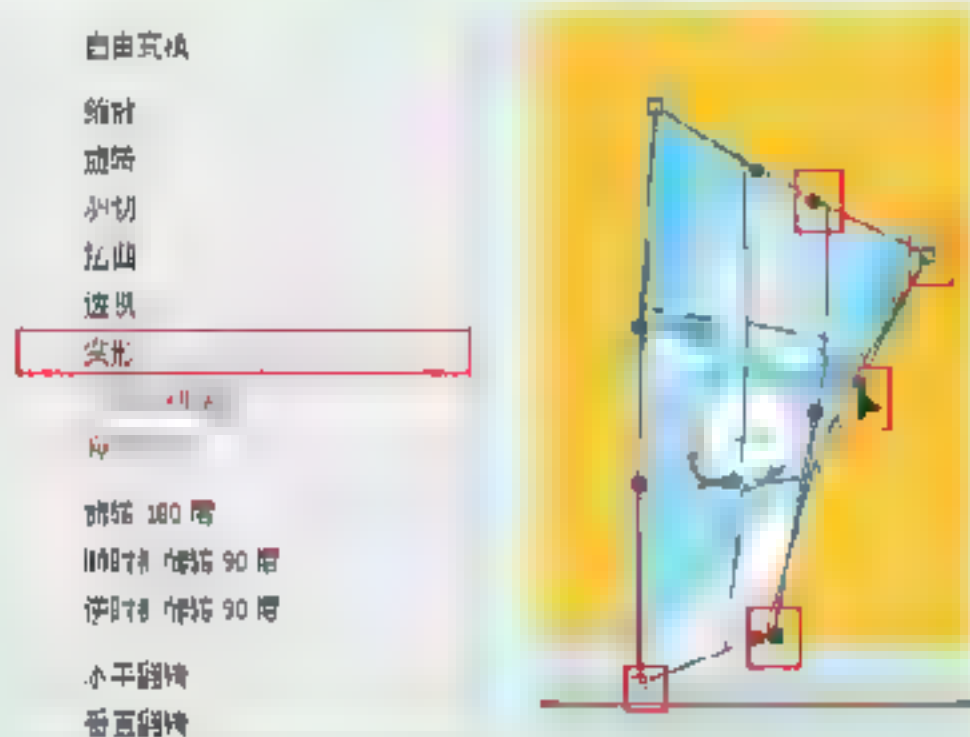 自由变换
缩放
旋转
斜切
扭曲
透视
变形
旋转 180 度
顺时针旋转 90 度
逆时针旋转 90 度
水平翻转
垂直翻转